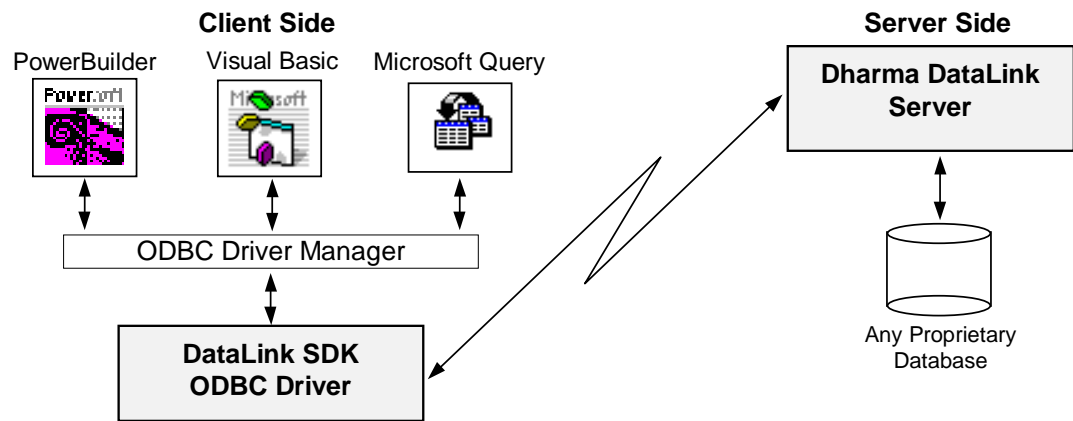 Client Side
Server Side
PowerBuilder
Visual Basic
Microsoft Query
Dharma DataLink
Server
ODBC Driver Manager
DataLink SDK
ODBC Driver
Any Proprietary
Database